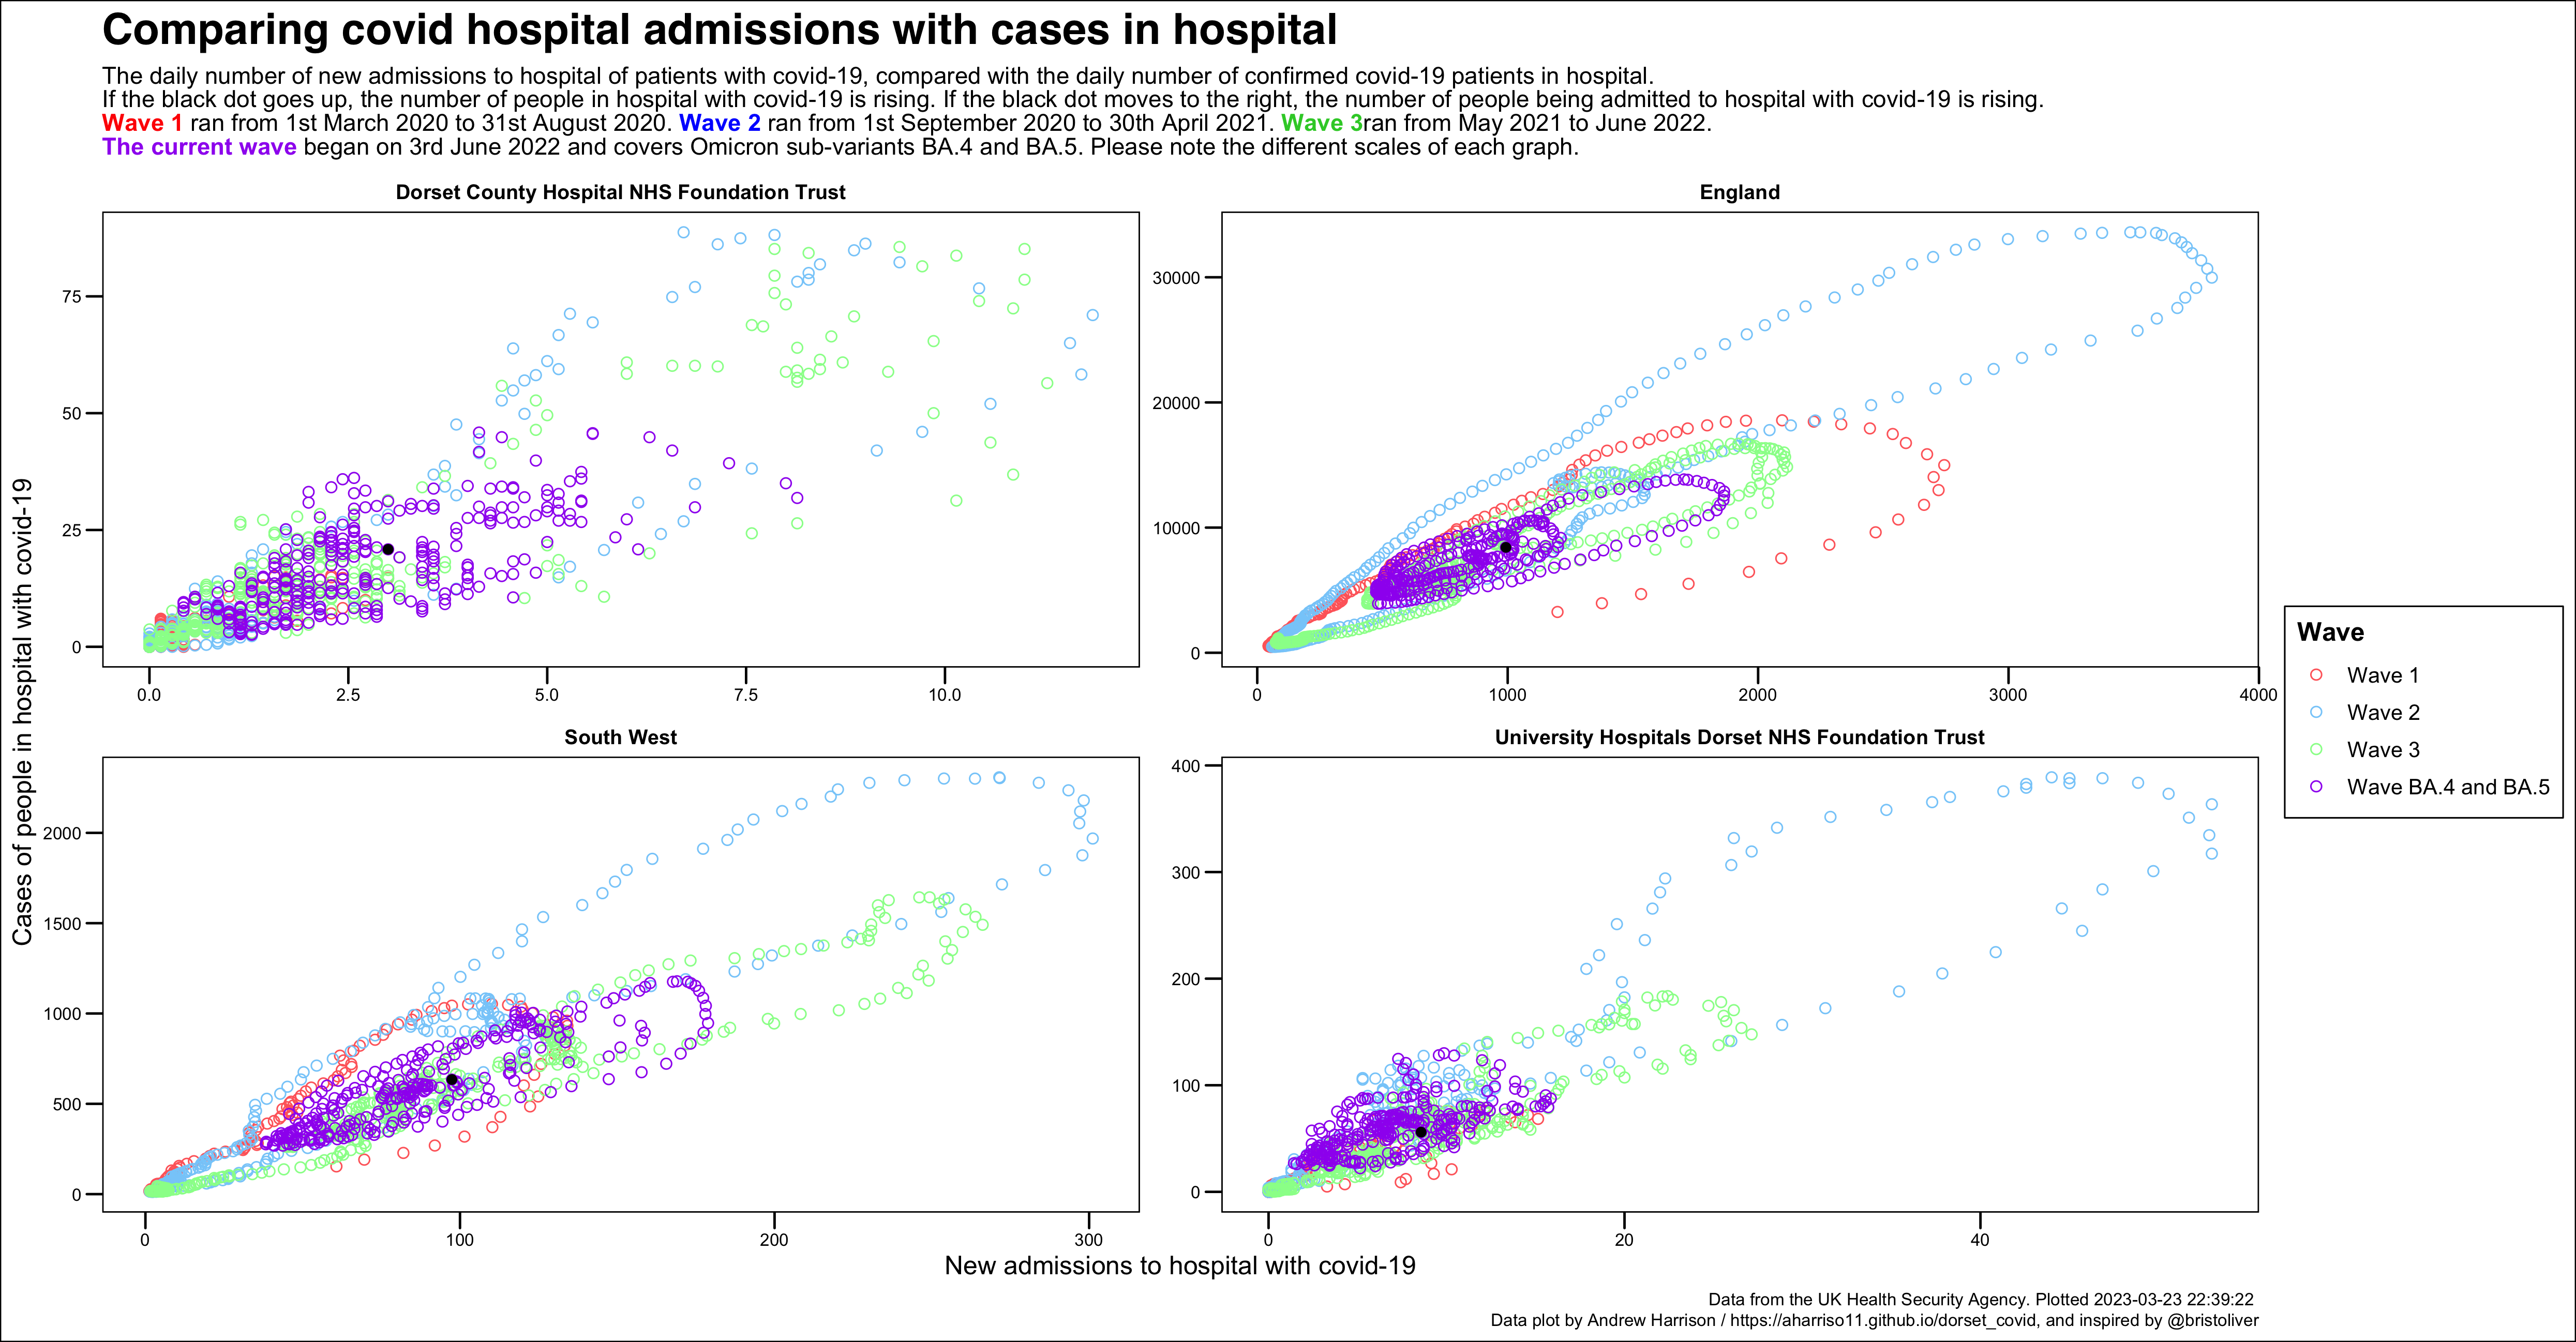 Comparing covid hospital admissions with cases in hospital
The daily number of new admissions to hospital of patients with covid-19, compared with the daily number of confirmed covid-19 patients in hospital.
If the black dot goes up, the number of people in hospital with covid-19 is rising. If the black dot moves to the right, the number of people being admitted to hospital with covid-19 is rising.
Wave 1 ran from 1st March 2020 to 31st August 2020. Wave 2 ran from 1st September 2020 to 30th April 2021. Wave 3ran from May 2021 to June 2022.
The current wave began on 3rd June 2022 and covers Omicron sub-variants BA.4 and BA.5. Please note the different scales of each graph.
Cases of people in hospital with covid-19
Dorset County Hospital NHS Foundation Trust
75
50
25
0
0.0 2.5 5.0 7.5 10.0
England
30000
20000
10000
0
0 1000 2000 3000 4000
South West
2000
1500
1000
500
0
0 100 200 300
University Hospitals Dorset NHS Foundation Trust
400
300
200
100
0
0 20 40
New admissions to hospital with covid-19
Wave
Wave 1
Wave 2
Wave 3
Wave BA.4 and BA.5
Data from the UK Health Security Agency. Plotted 2023-03-23 22:39:22
Data plot by Andrew Harrison / https://aharriso11.github.io/dorset_covid, and inspired by @bristoliver